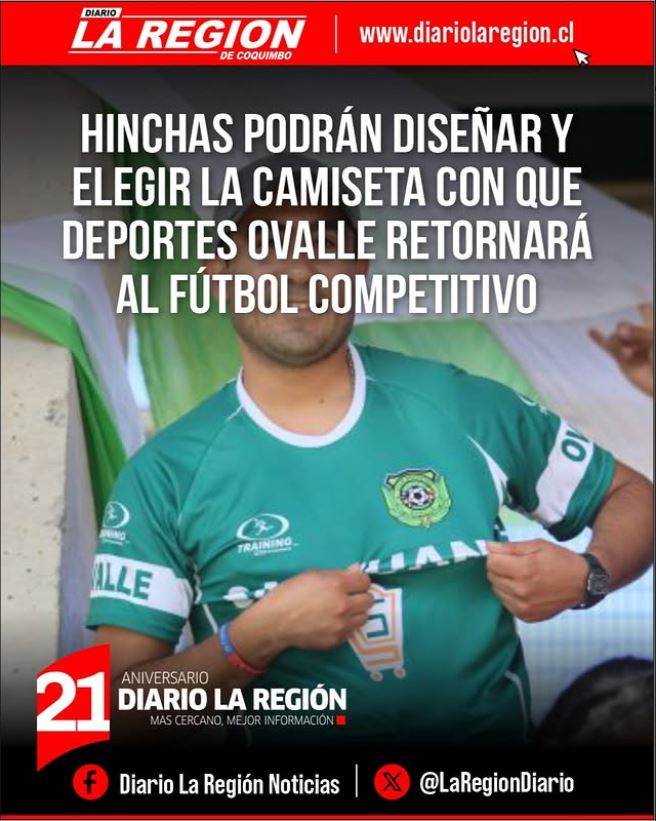 DIARIO
LA REGION
DE COQUIMBO
www.diariolaregion.cl
HINCHAS PODRÁN DISEÑAR Y
ELEGIR LA CAMISETA CON QUE
DEPORTES OVALLE RETORNARÁ
AL FÚTBOL COMPETITIVO
TRAINING
OV
VALLE
21
ANIVERSARIO
DIARIO LA REGIÓN
MAS CERCANO, MEJOR INFORMACIÓN
Diario La Región Noticias
@LaRegionDiario